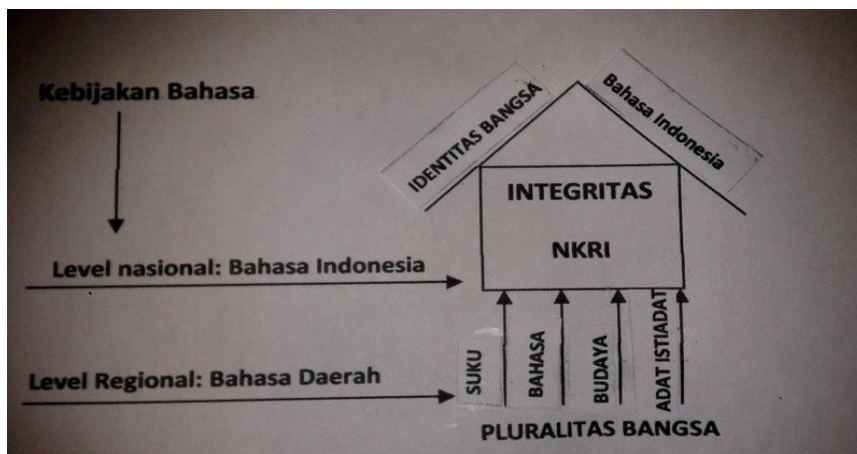 Kebijakan Bahasa
IDENTITAS BANGSA
Bahasa Indonesia
INTEGRITAS
NKRI
Level nasional: Bahasa Indonesia
Level Regional: Bahasa Daerah
SUKU
BAHASA
BUDAYA
ADAT ISTIADAT
PLURALITAS BANGSA